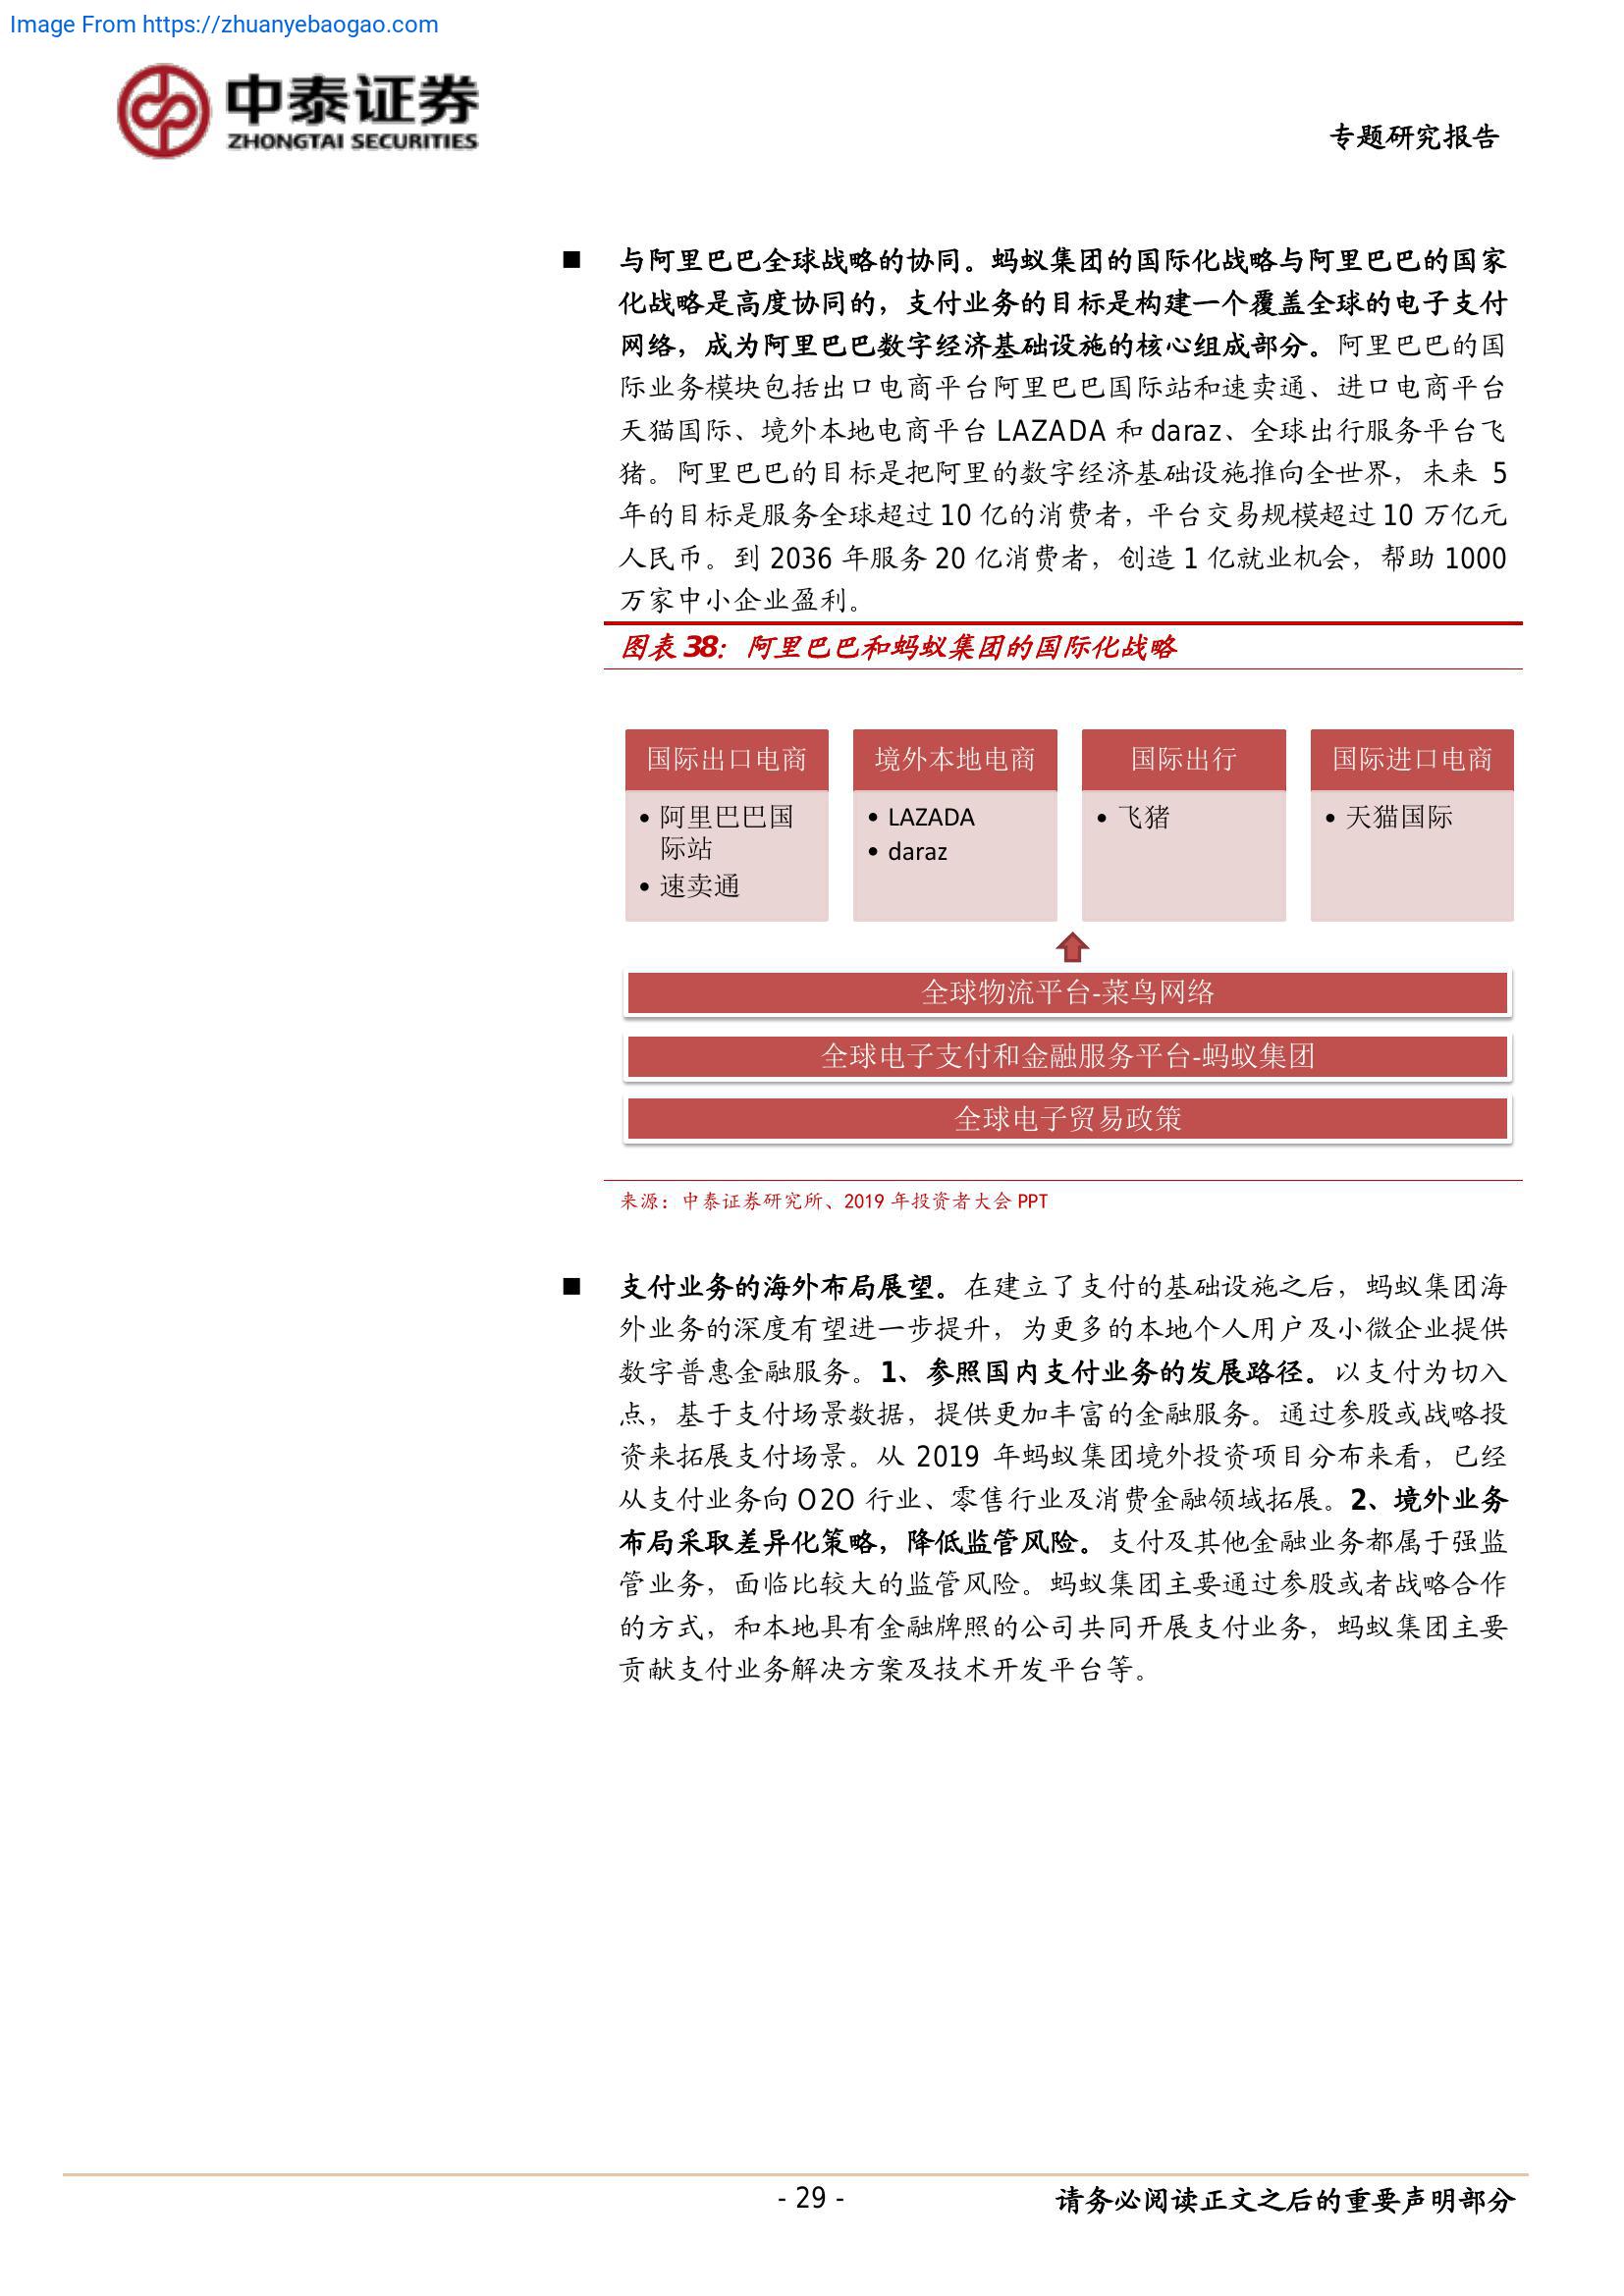 Image From https://zhuanyebaogao.com
中泰证券
ZHONGTAI SECURITIES
专题研究报告
■ 与阿里巴巴全球战略的协同。蚂蚁集团的国际化战略与阿里巴巴的国家
化战略是高度协同的，支付业务的目标是构建一个覆盖全球的电子支付
网络，成为阿里巴巴数字经济基础设施的核心组成部分。阿里巴巴的国
际业务模块包括出口电商平台阿里巴巴国际站和速卖通、进口电商平台
天猫国际、境外本地电商平台 LAZADA 和 daraz、全球出行服务平台飞
猪。阿里巴巴的目标是把阿里的数字经济基础设施推向全世界，未来 5
年的目标是服务全球超过 10 亿的消费者，平台交易规模超过 10 万亿元
人民币。到 2036 年服务 20 亿消费者，创造 1 亿就业机会，帮助 1000
万家中小企业盈利。
图表 38： 阿里巴巴和蚂蚁集团的国际化战略
国际出口电商
• 阿里巴巴国
际站
• 速卖通
境外本地电商
• LAZADA
• daraz
国际出行
• 飞猪
国际进口电商
• 天猫国际
全球物流平台-菜鸟网络
全球电子支付和金融服务平台-蚂蚁集团
全球电子贸易政策
来源：中泰证券研究所、2019 年投资者大会 PPT
■ 支付业务的海外布局展望。在建立了支付的基础设施之后，蚂蚁集团海
外业务的深度有望进一步提升，为更多的本地个人用户及小微企业提供
数字普惠金融服务。1、参照国内支付业务的发展路径。以支付为切入
点，基于支付场景数据，提供更加丰富的金融服务。通过参股或战略投
资来拓展支付场景。从 2019 年蚂蚁集团境外投资项目分布来看，已经
从支付业务向 O2O 行业、零售行业及消费金融领域拓展。2、境外业务
布局采取差异化策略，降低监管风险。支付及其他金融业务都属于强监
管业务，面临比较大的监管风险。蚂蚁集团主要通过参股或者战略合作
的方式，和本地具有金融牌照的公司共同开展支付业务，蚂蚁集团主要
贡献支付业务解决方案及技术开发平台等。
- 29 -
请务必阅读正文之后的重要声明部分